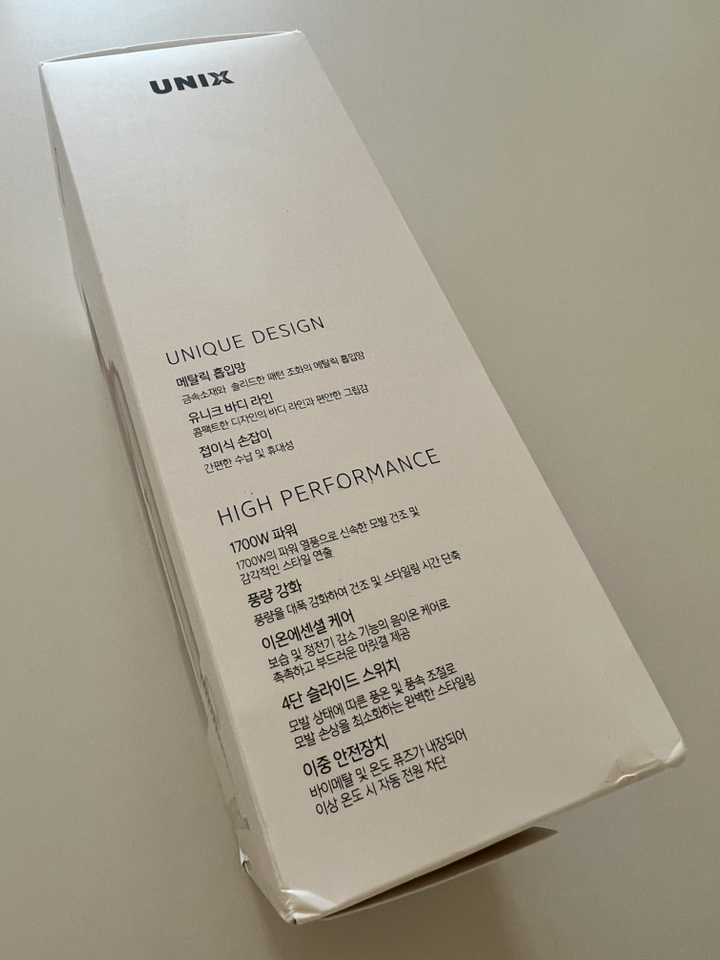 UNIX
UNIQUE DESIGN
메탈릭 흡입망
금속소재와 솔리드한 패턴 조화의 메탈릭 흡입망
유니크 바디 라인
콤팩트한 디자인의 바디 라인과 편안한 그립감
접이식 손잡이
간편한 수납 및 휴대성
HIGH PERFORMANCE
1700W 파워
1700W의 파워 열풍으로 신속한 모발 건조 및
감각적인 스타일 연출
풍량 강화
풍량을 대폭 강화하여 건조 및 스타일링 시간 단축
이온에센셜 케어
보습 및 정전기 감소 기능의 음이온 케어로
촉촉하고 부드러운 머릿결 제공
4단 슬라이드 스위치
모발 상태에 따른 풍온 및 풍속 조절로
모발 손상을 최소화하는 완벽한 스타일링
이중 안전장치
바이메탈 및 온도 퓨즈가 내장되어
이상 온도 시 자동 전원 차단